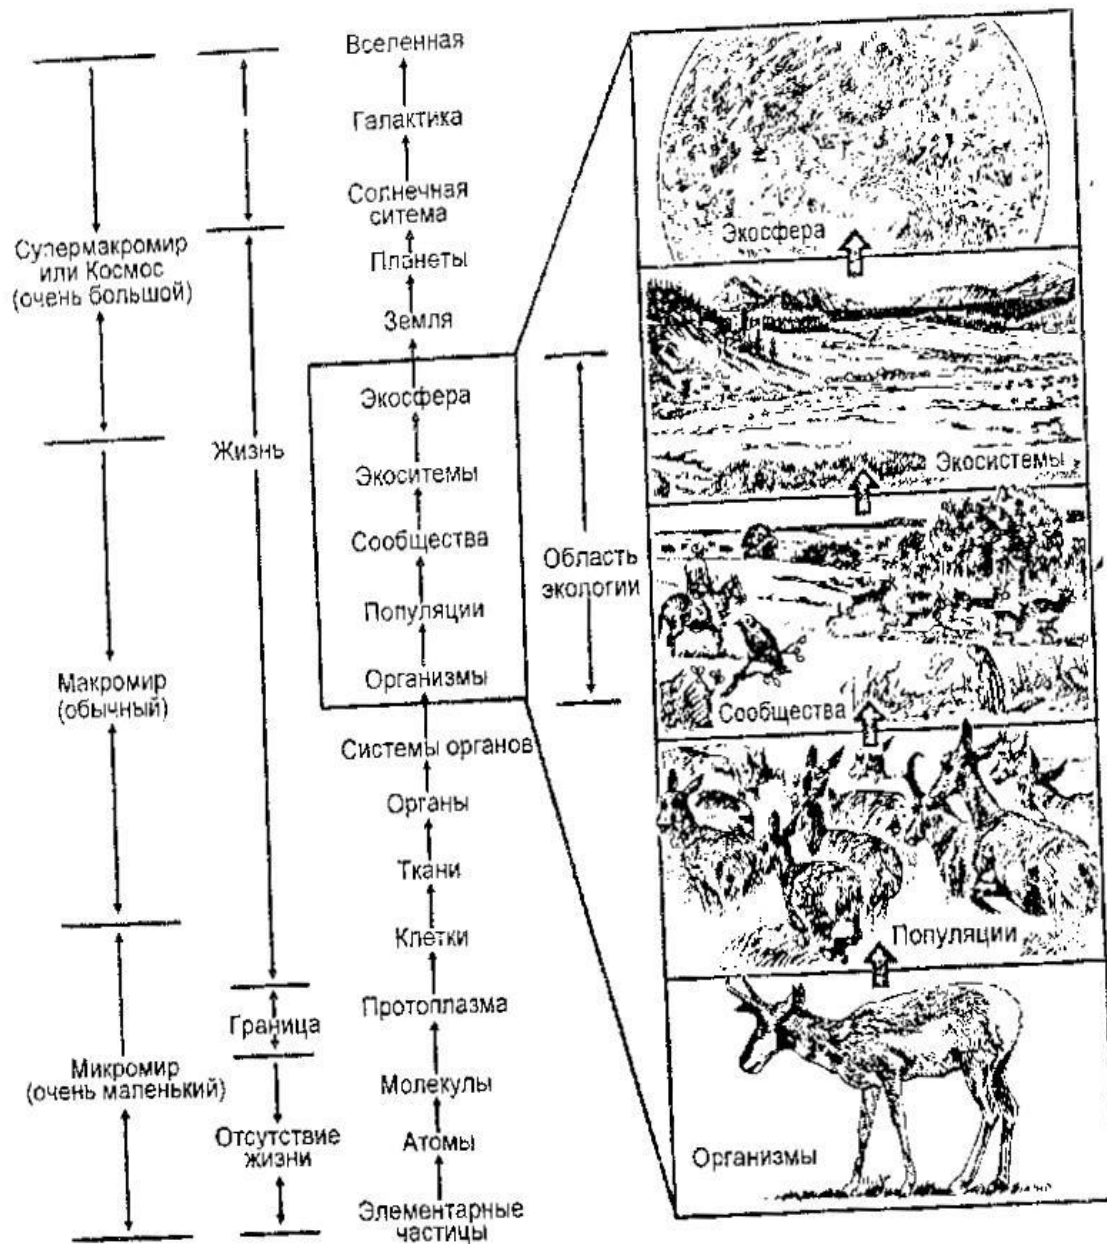 Вселенная
Галактика
Солнечная
ситема
Планеты
Земля
Экосфера
Экоситемы
Сообщества
Популяции
Организмы
Системы органов
Органы
Ткани
Клетки
Протоплазма
Молекулы
Атомы
Элементарные
частицы
Супермакромир
или Космос
(очень большой)
Макромир
(обычный)
Микромир
(очень маленький)
Жизнь
Граница
Отсутствие
жизни
Область
экологии
Экосфера
Экосистемы
Сообщества
Популяции
Организмы